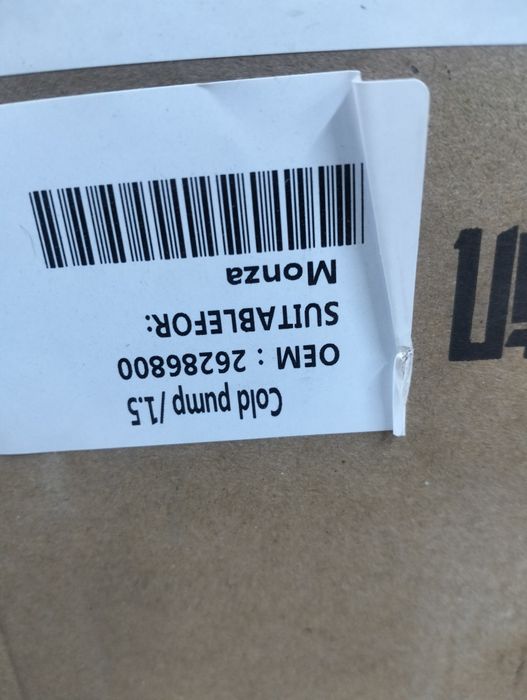 Cold pump /1.5
OEM : 26286800
SUITABLEFOR:
Monza